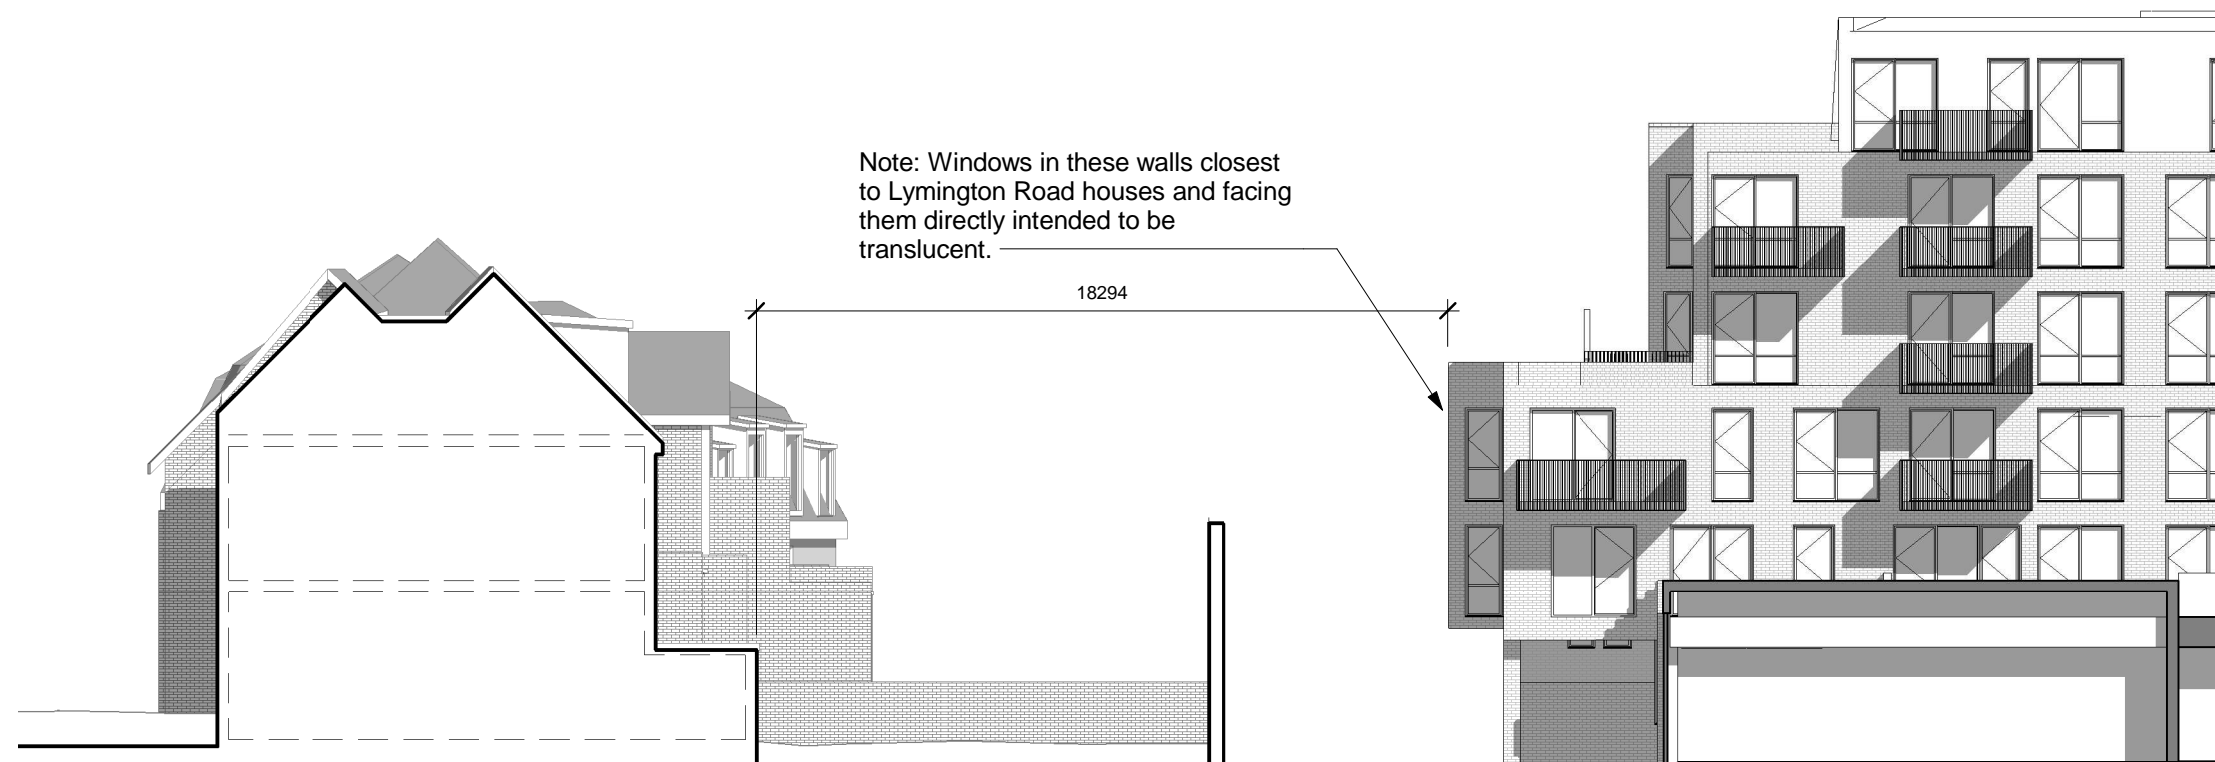 Note: Windows in these walls closest
to Lymington Road houses and facing
them directly intended to be
translucent.
18294